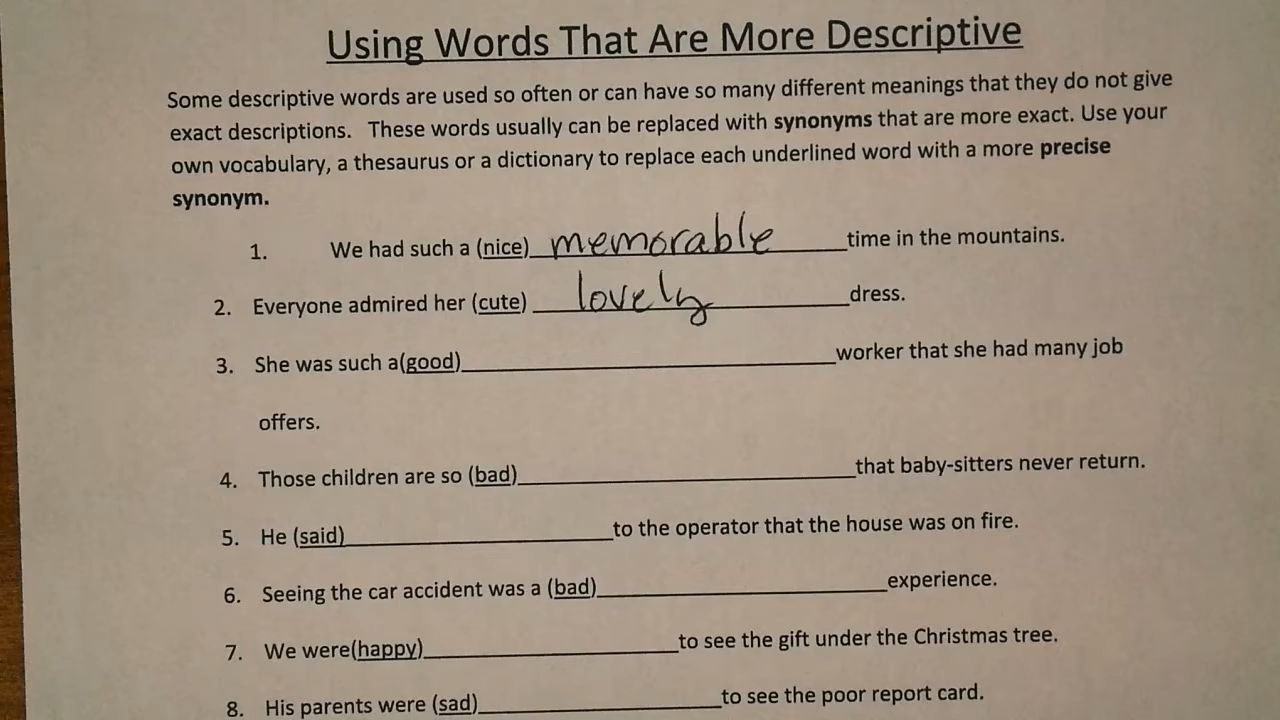 Using Words That Are More Descriptive
Some descriptive words are used so often or can have so many different meanings that they do not give
exact descriptions. These words usually can be replaced with synonyms that are more exact. Use your
own vocabulary, a thesaurus or a dictionary to replace each underlined word with a more precise
synonym.
1. We had such a (nice) memorable time in the mountains.
2. Everyone admired her (cute) lovely dress.
3. She was such a(good)____________________worker that she had many job
offers.
4. Those children are so (bad)____________________that baby-sitters never return.
5. He (said)____________________to the operator that the house was on fire.
6. Seeing the car accident was a (bad)____________________experience.
7. We were(happy)____________________to see the gift under the Christmas tree.
8. His parents were (sad)____________________to see the poor report card.